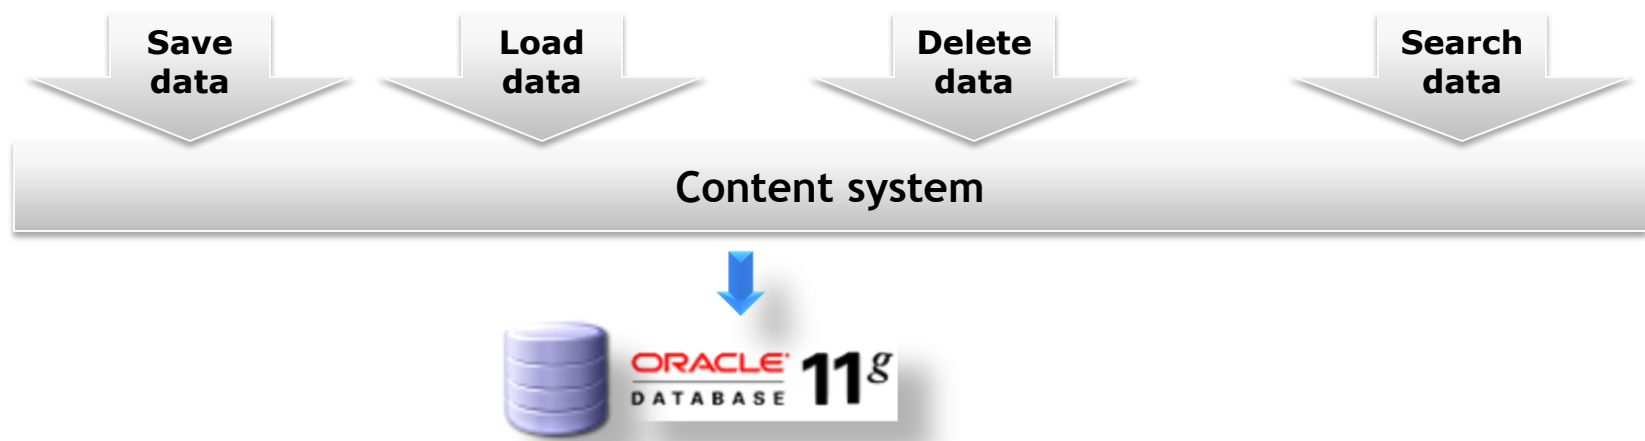 Save
data
Load
data
Delete
data
Search
data
Content system
ORACLE®
DATABASE
11g